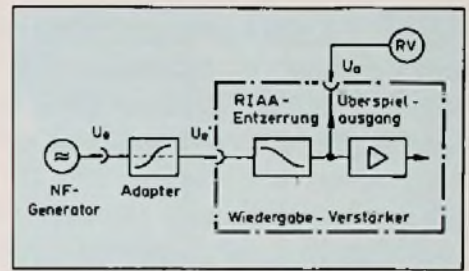 RV
Ua
RIAA-
Entzerrung
Überspiel-
ausgang
Ue
Ue'
≈
NF-
Generator
Adapter
Wiedergabe-Verstärker